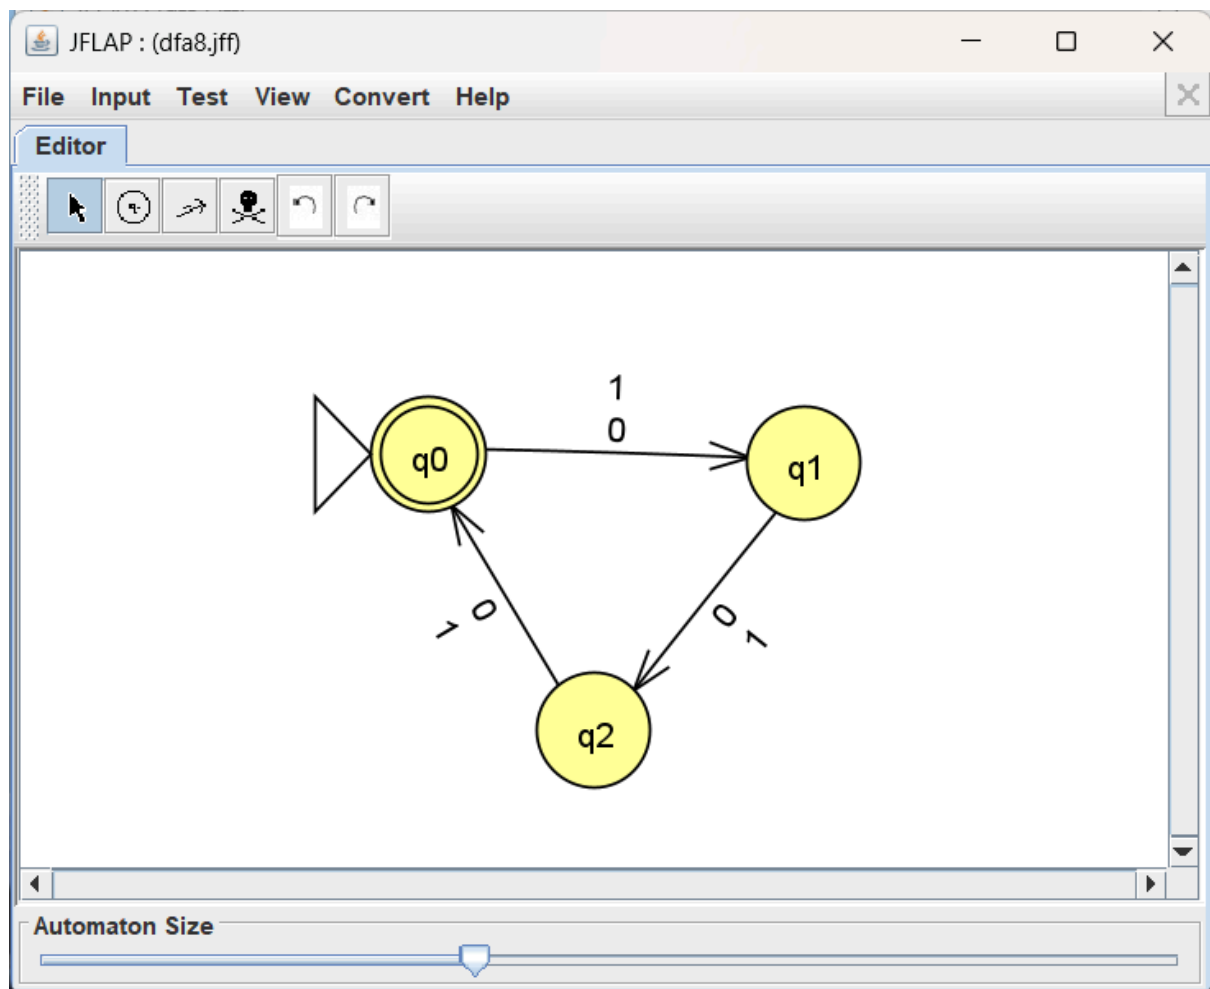 JFLAP : (dfa8.jff)
File Input Test View Convert Help
Editor
1
0
q0
q1
0
1
0
1
q2
Automaton Size